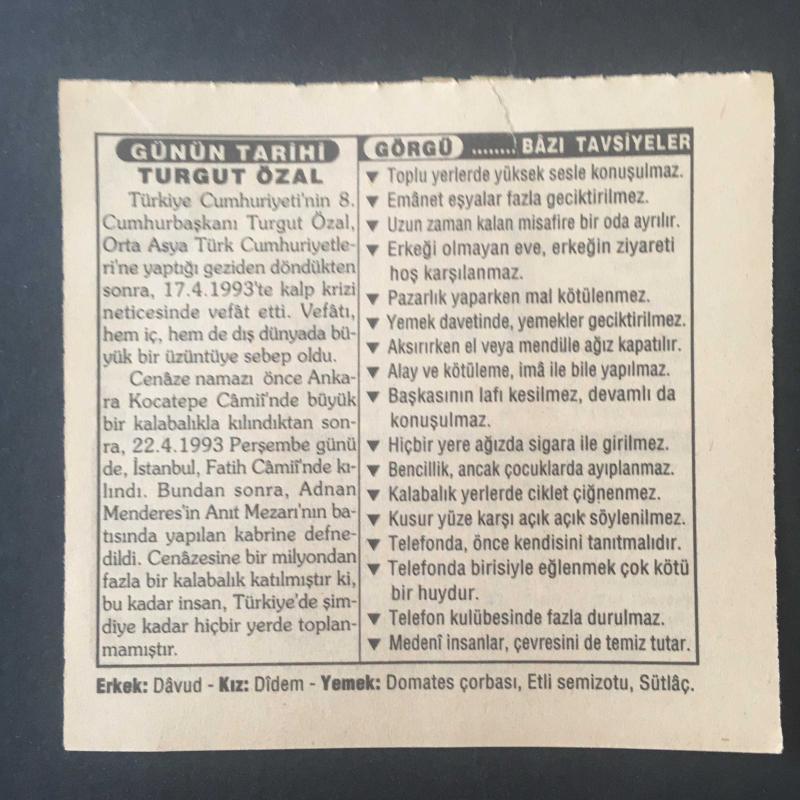 GÜNÜN TARİHİ
TURGUT ÖZAL
Türkiye Cumhuriyeti'nin 8.
Cumhurbaşkanı Turgut Özal,
Orta Asya Türk Cumhuriyetle-
ri'ne yaptığı geziden döndükten
sonra, 17.4.1993'te kalp krizi
neticesinde vefât etti. Vefâtı,
hem iç, hem de dış dünyada bü-
yük bir üzüntüye sebep oldu.
Cenâze namazı önce Anka-
ra Kocatepe Câmiî'nde büyük
bir kalabalıkla kılındıktan son-
ra, 22.4.1993 Perşembe günü
de, İstanbul, Fatih Câmiî'nde kı-
lındı. Bundan sonra, Adnan
Menderes'in Anıt Mezarı'nın ba-
tısında yapılan kabrine defne-
dildi. Cenâzesine bir milyondan
fazla bir kalabalık katılmıştır ki,
bu kadar insan, Türkiye'de şim-
diye kadar hiçbir yerde toplan-
mamıştır.
GÖRGÜ ........ BÂZI TAVSİYELER
▼ Toplu yerlerde yüksek sesle konuşulmaz.
▼ Emânet eşyalar fazla geciktirilmez.
▼ Uzun zaman kalan misafire bir oda ayrılır.
▼ Erkeği olmayan eve, erkeğin ziyareti
hoş karşılanmaz.
▼ Pazarlık yaparken mal kötülenmez.
▼ Yemek davetinde, yemekler geciktirilmez.
▼ Aksırırken el veya mendille ağız kapatılır.
▼ Alay ve kötüleme, imâ ile bile yapılmaz.
▼ Başkasının lafı kesilmez, devamlı da
konuşulmaz.
▼ Hiçbir yere ağızda sigara ile girilmez.
▼ Bencillik, ancak çocuklarda ayıplanmaz.
▼ Kalabalık yerlerde ciklet çiğnenmez.
▼ Kusur yüze karşı açık açık söylenilmez.
▼ Telefonda, önce kendisini tanıtmalıdır.
▼ Telefonda birisiyle eğlenmek çok kötü
bir huydur.
▼ Telefon kulübesinde fazla durulmaz.
▼ Medenî insanlar, çevresini de temiz tutar.
Erkek: Dâvud - Kız: Dîdem - Yemek: Domates çorbası, Etli semizotu, Sütlâç.